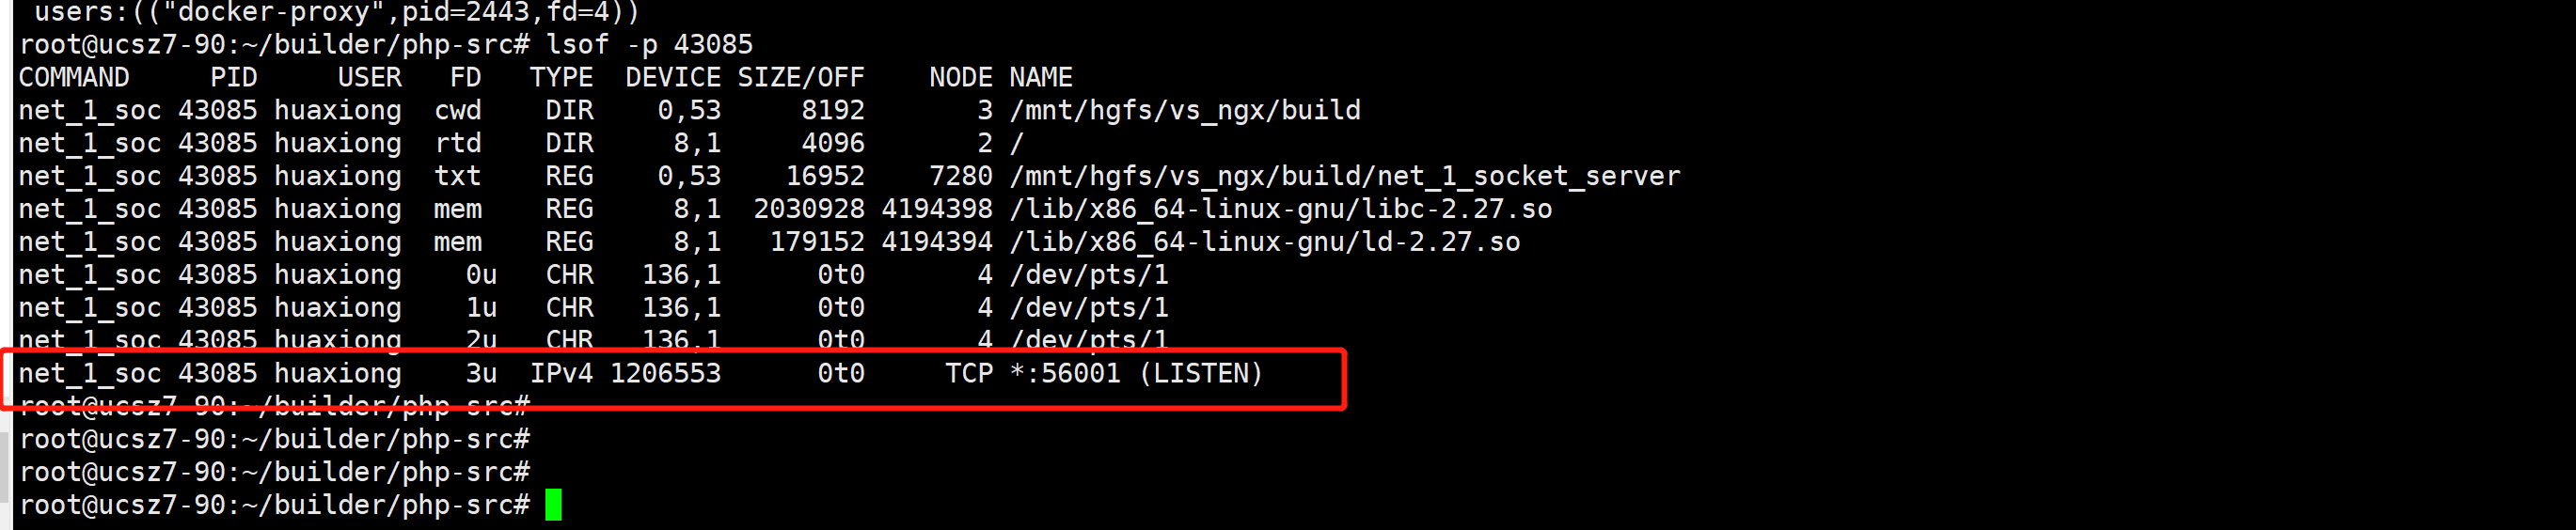 users:(("docker-proxy",pid=2443,fd=4))
root@ucsz7-90:~/builder/php-src# lsof -p 43085
COMMAND     PID     USER   FD   TYPE  DEVICE SIZE/OFF    NODE NAME
net_1_soc 43085 huaxiong  cwd    DIR    0,53     8192       3 /mnt/hgfs/vs_ngx/build
net_1_soc 43085 huaxiong  rtd    DIR     8,1     4096       2 /
net_1_soc 43085 huaxiong  txt    REG    0,53    16952    7280 /mnt/hgfs/vs_ngx/build/net_1_socket_server
net_1_soc 43085 huaxiong  mem    REG     8,1  2030928 4194398 /lib/x86_64-linux-gnu/libc-2.27.so
net_1_soc 43085 huaxiong  mem    REG     8,1   179152 4194394 /lib/x86_64-linux-gnu/ld-2.27.so
net_1_soc 43085 huaxiong    0u   CHR   136,1      0t0       4 /dev/pts/1
net_1_soc 43085 huaxiong    1u   CHR   136,1      0t0       4 /dev/pts/1
net_1_soc 43085 huaxiong    2u   CHR   136,1      0t0       4 /dev/pts/1
net_1_soc 43085 huaxiong    3u  IPv4 1206553      0t0     TCP *:56001 (LISTEN)
root@ucsz7-90:~/builder/php-src#
root@ucsz7-90:~/builder/php-src#
root@ucsz7-90:~/builder/php-src#
root@ucsz7-90:~/builder/php-src#